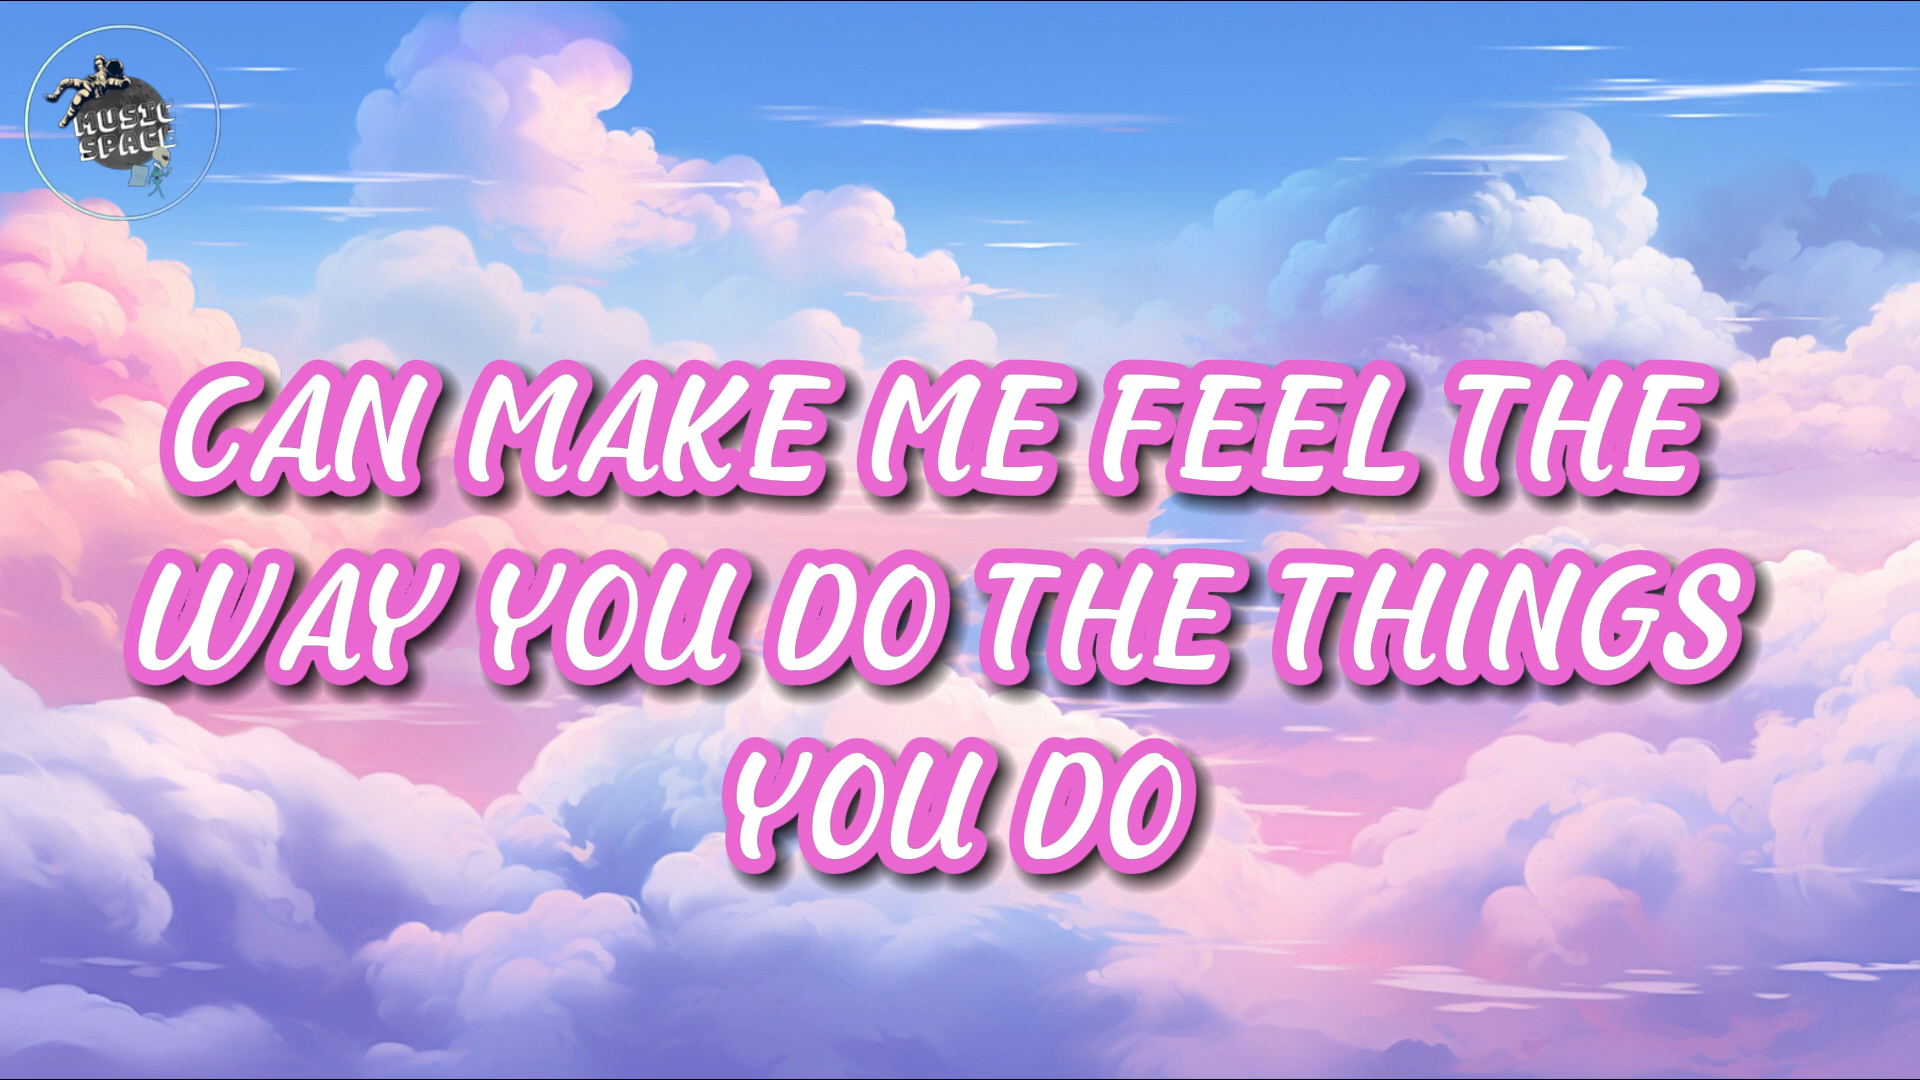 MUSIC
SPACE
CAN MAKE ME FEEL THE
WAY YOU DO THE THINGS
YOU DO